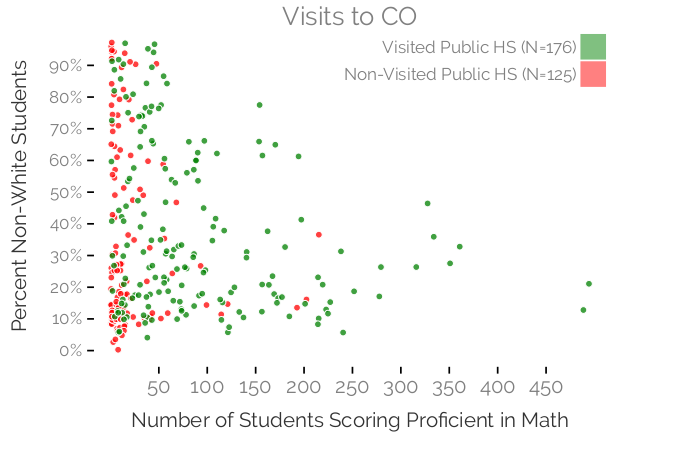 Visits to CO
Visited Public HS (N=176)
Non-Visited Public HS (N=125)
Percent Non-White Students
90%
80%
70%
60%
50%
40%
30%
20%
10%
0%
50 100 150 200 250 300 350 400 450
Number of Students Scoring Proficient in Math